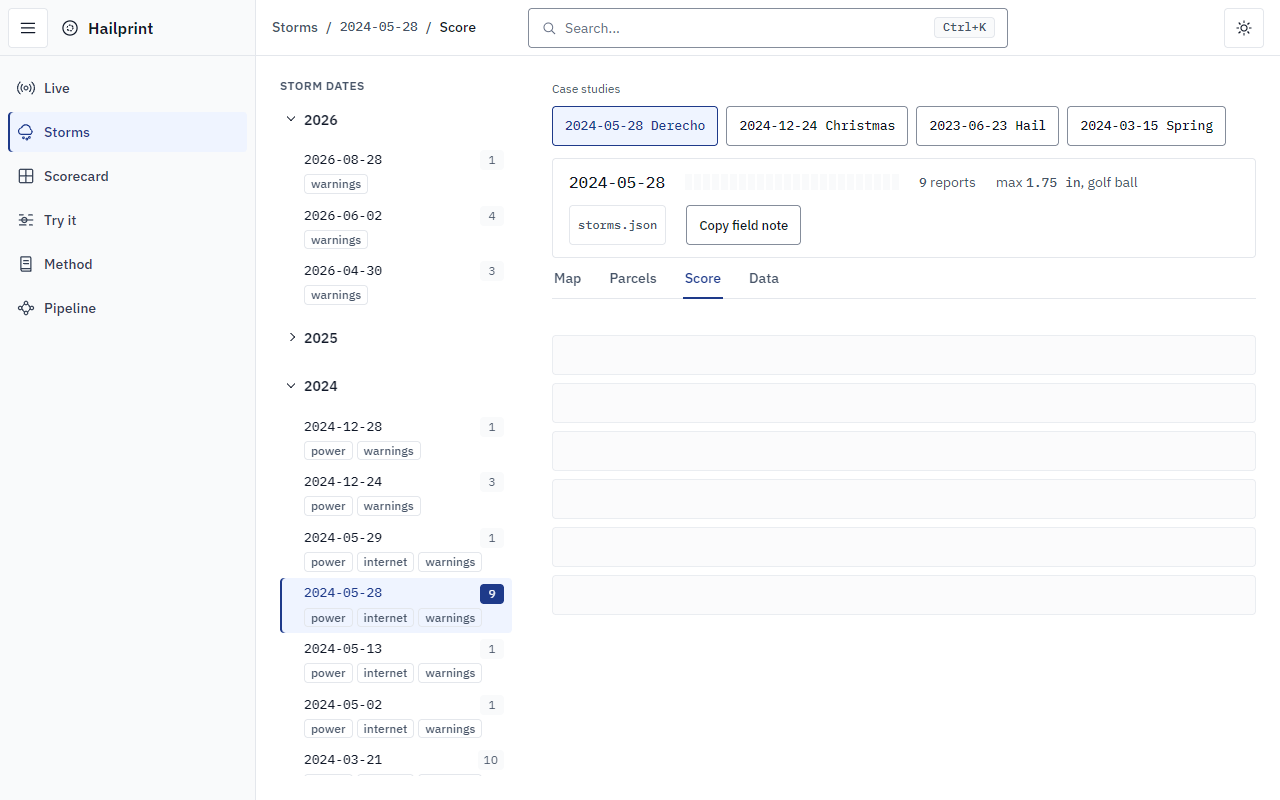 Hailprint
Storms / 2024-05-28 / Score
Search...
Ctrl+K
Live
Storms
Scorecard
Try it
Method
Pipeline
STORM DATES
2026
2026-08-28 1
warnings
2026-06-02 4
warnings
2026-04-30 3
warnings
2025
2024
2024-12-28 1
power warnings
2024-12-24 3
power warnings
2024-05-29 1
power internet warnings
2024-05-28 9
power internet warnings
2024-05-13 1
power internet warnings
2024-05-02 1
power internet warnings
2024-03-21 10
Case studies
2024-05-28 Derecho
2024-12-24 Christmas
2023-06-23 Hail
2024-03-15 Spring
2024-05-28 9 reports max 1.75 in, golf ball
storms.json
Copy field note
Map Parcels Score Data